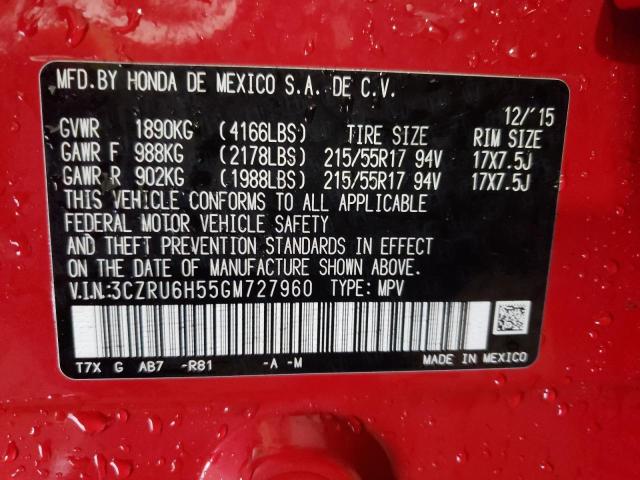 MFD.BY HONDA DE MEXICO S.A. DE C.V.
12/'15
GVWR 1890KG (4166LBS) TIRE SIZE RIM SIZE
GAWR F 988KG (2178LBS) 215/55R17 94V 17X7.5J
GAWR R 902KG (1988LBS) 215/55R17 94V 17X7.5J
THIS VEHICLE CONFORMS TO ALL APPLICABLE
FEDERAL MOTOR VEHICLE SAFETY
AND THEFT PREVENTION STANDARDS IN EFFECT
ON THE DATE OF MANUFACTURE SHOWN ABOVE.
V.I.N.:3CZRU6H55GM727960 TYPE: MPV
T7X G AB7 -R81 -A -M MADE IN MEXICO